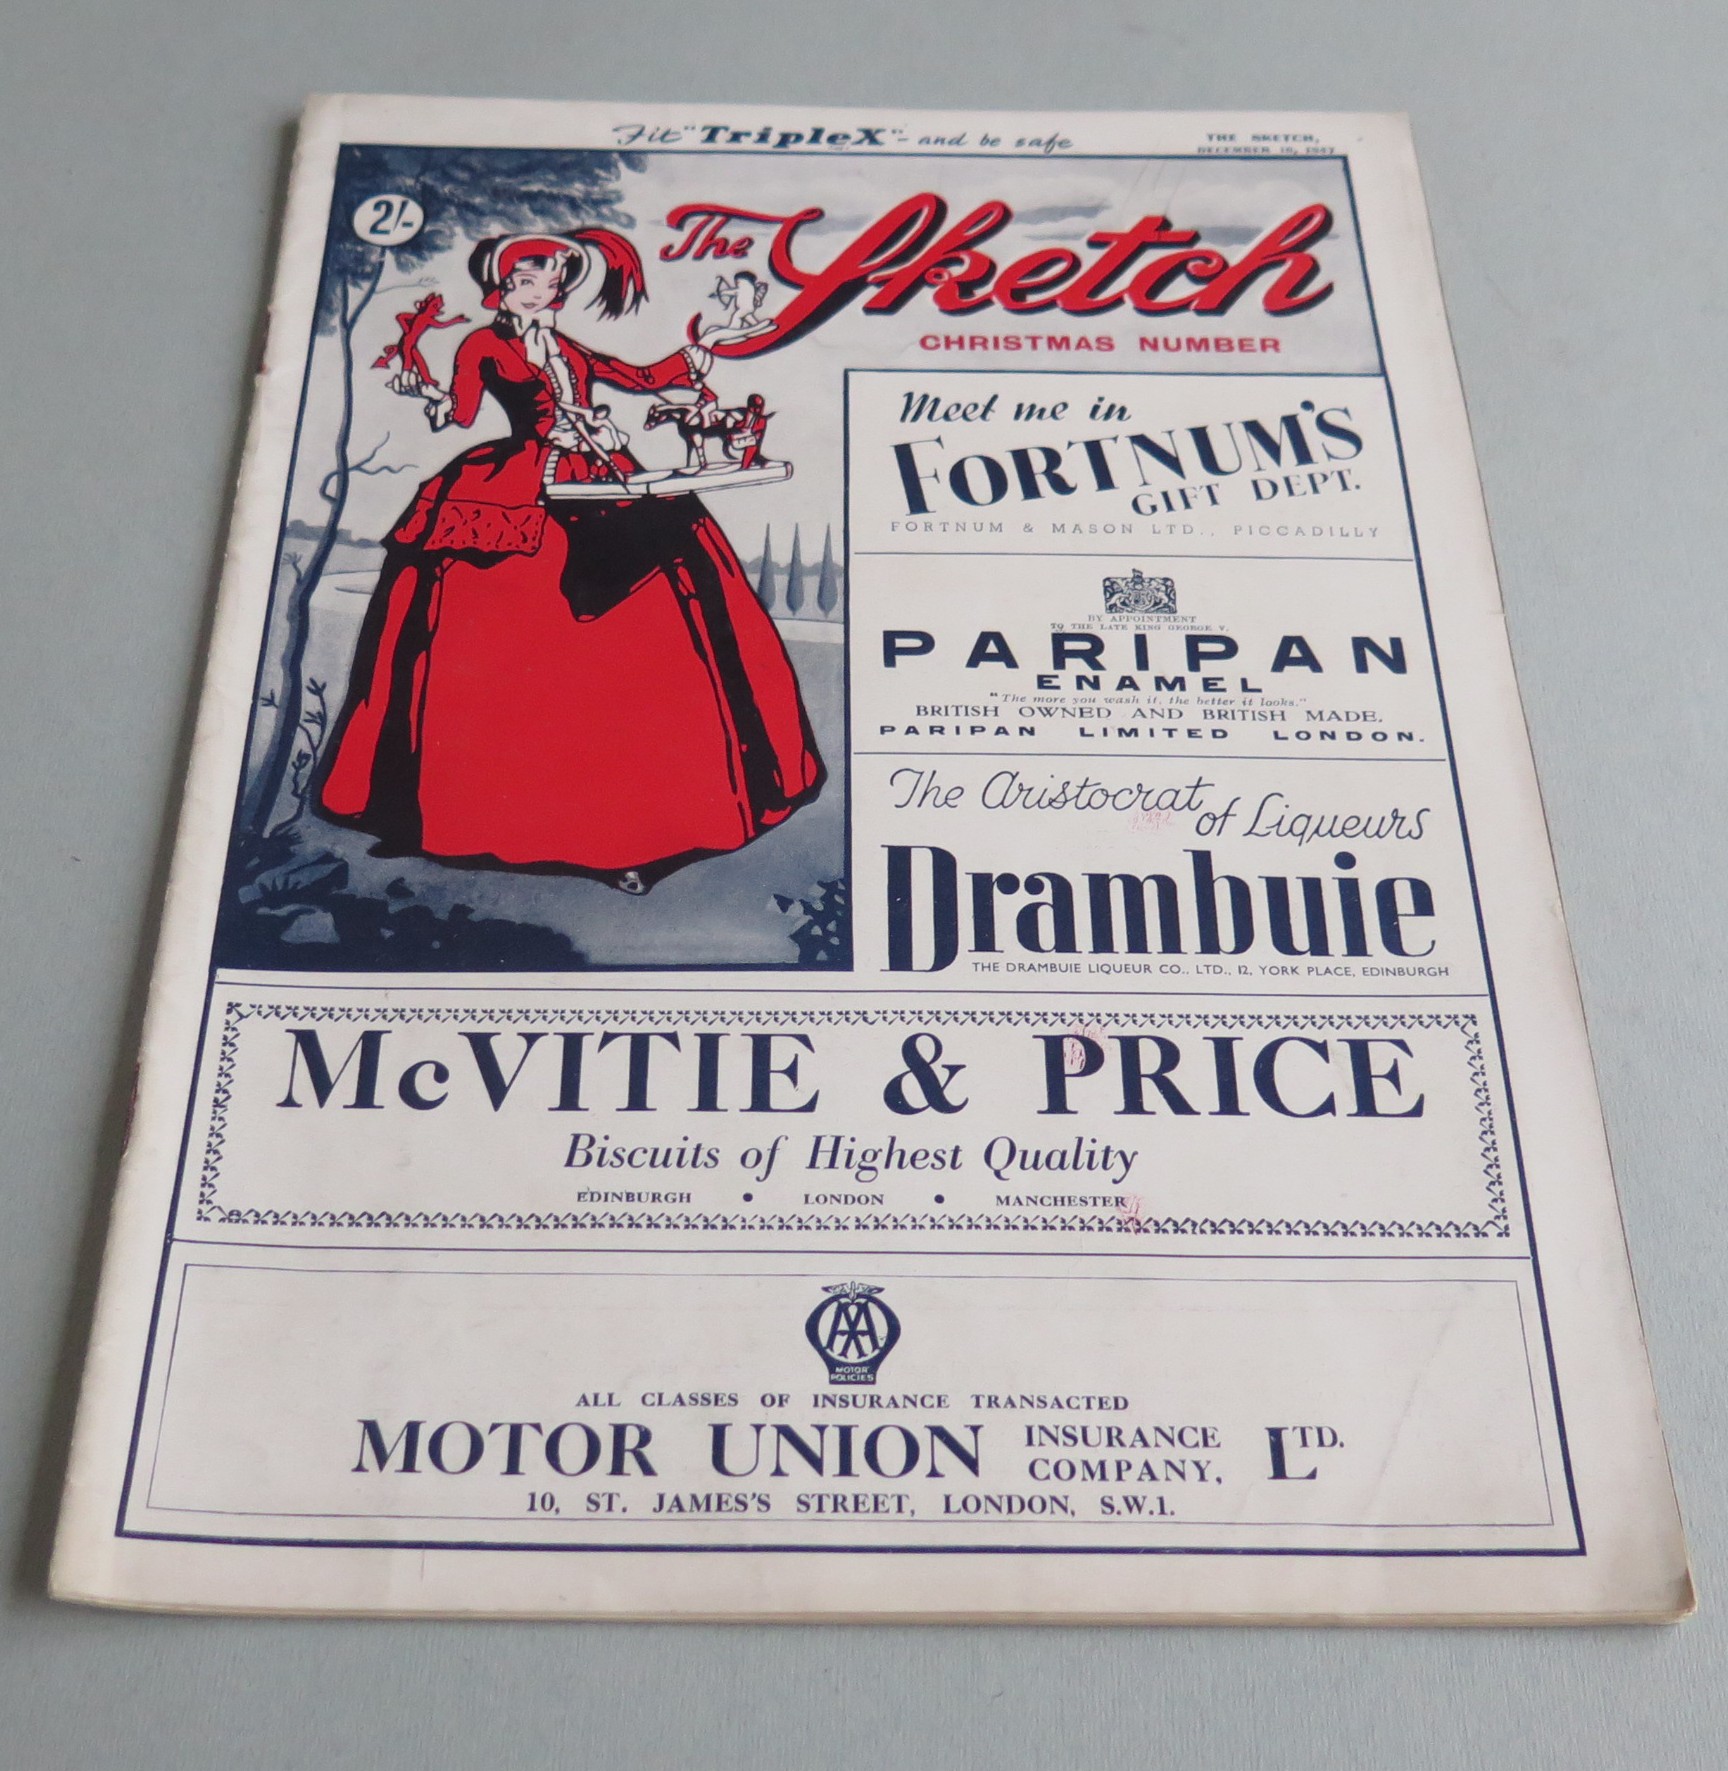 Fit "TripleX" - and be safe
THE SKETCH,
DECEMBER 10, 1947
2/-
The Sketch
CHRISTMAS NUMBER
Meet me in
FORTNUM'S
GIFT DEPT.
FORTNUM & MASON LTD., PICCADILLY
BY APPOINTMENT
TO THE LATE KING GEORGE V.
PARIPAN
ENAMEL
"The more you wash it, the better it looks."
BRITISH OWNED AND BRITISH MADE.
PARIPAN LIMITED LONDON.
The Aristocrat
of Liqueurs
Drambuie
THE DRAMBUIE LIQUEUR CO., LTD., 12, YORK PLACE, EDINBURGH
McVITIE & PRICE
Biscuits of Highest Quality
EDINBURGH • LONDON • MANCHESTER
AA
MOTOR
POLICIES
ALL CLASSES OF INSURANCE TRANSACTED
MOTOR UNION INSURANCE COMPANY, LTD.
10, ST. JAMES'S STREET, LONDON, S.W.1.